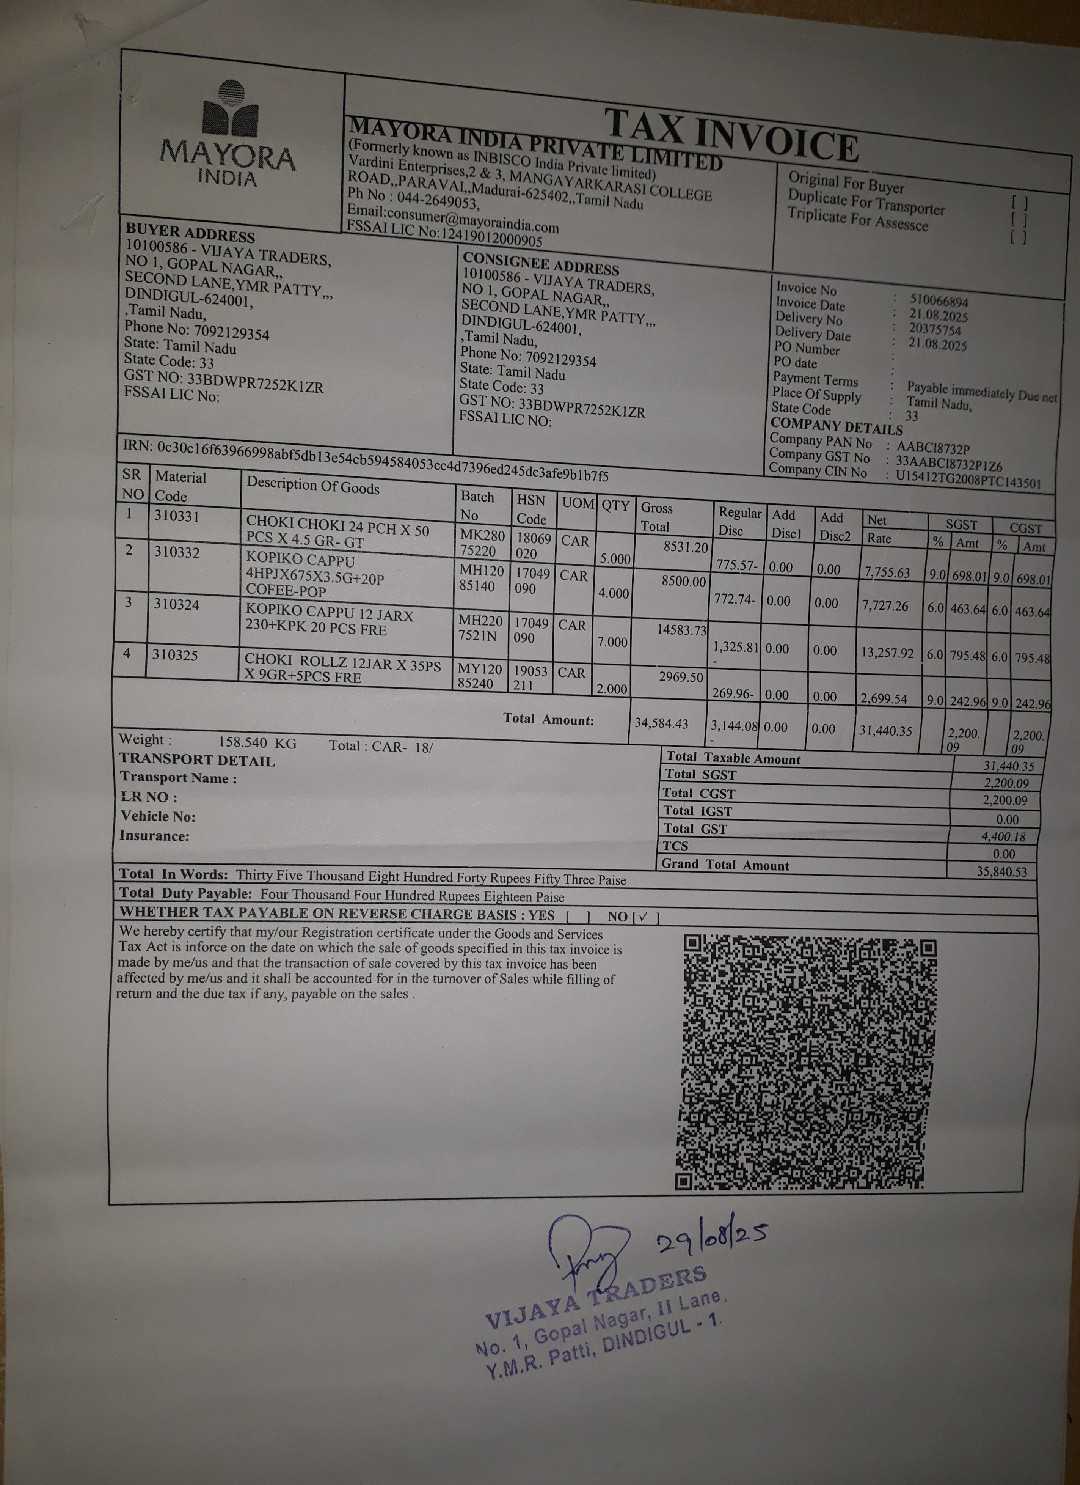 MAYORA
INDIA
TAX INVOICE
MAYORA INDIA PRIVATE LIMITED
(Formerly known as INBISCO India Private limited)
Vardini Enterprises,2 & 3, MANGAYARKARASI COLLEGE
ROAD,,PARAVAI,,Madurai-625402,,Tamil Nadu
Ph No : 044-2649053,
Email:consumer@mayoraindia.com
FSSAI LIC No:12419012000905
Original For Buyer [ ]
Duplicate For Transporter [ ]
Triplicate For Assessce [ ]
BUYER ADDRESS
10100586 - VIJAYA TRADERS,
NO 1, GOPAL NAGAR,,
SECOND LANE,YMR PATTY,,,
DINDIGUL-624001,
,Tamil Nadu,
Phone No: 7092129354
State: Tamil Nadu
State Code: 33
GST NO: 33BDWPR7252K1ZR
FSSAI LIC No:
CONSIGNEE ADDRESS
10100586 - VIJAYA TRADERS,
NO 1, GOPAL NAGAR,,
SECOND LANE,YMR PATTY,,,
DINDIGUL-624001,
,Tamil Nadu,
Phone No: 7092129354
State: Tamil Nadu
State Code: 33
GST NO: 33BDWPR7252K1ZR
FSSAI LIC NO:
Invoice No : 510066894
Invoice Date : 21.08.2025
Delivery No : 20375754
Delivery Date : 21.08.2025
PO Number :
PO date :
Payment Terms : Payable immediately Due net
Place Of Supply : Tamil Nadu,
State Code : 33
COMPANY DETAILS
Company PAN No : AABCI8732P
Company GST No : 33AABCI8732P1Z6
Company CIN No : U15412TG2008PTC143501
IRN: 0c30c16f63966998abf5db13e54cb594584053cc4d7396ed245dc3afe9b1b7f5
SR NO Material Code Description Of Goods Batch No HSN Code UOM QTY Gross Total Regular Disc Add Disc1 Add Disc2 Net Rate SGST % Amt CGST % Amt
1 310331 CHOKI CHOKI 24 PCH X 50 PCS X 4.5 GR- GT MK280 75220 18069 020 CAR 5.000 8531.20 775.57- 0.00 0.00 7,755.63 9.0 698.01 9.0 698.01
2 310332 KOPIKO CAPPU 4HPJX675X3.5G+20P COFEE-POP MH120 85140 17049 090 CAR 4.000 8500.00 772.74- 0.00 0.00 7,727.26 6.0 463.64 6.0 463.64
3 310324 KOPIKO CAPPU 12 JARX 230+KPK 20 PCS FRE MH220 7521N 17049 090 CAR 7.000 14583.73 1,325.81- 0.00 0.00 13,257.92 6.0 795.48 6.0 795.48
4 310325 CHOKI ROLLZ 12JAR X 35PS X 9GR+5PCS FRE MY120 85240 19053 211 CAR 2.000 2969.50 269.96- 0.00 0.00 2,699.54 9.0 242.96 9.0 242.96
Total Amount: 34,584.43 3,144.08- 0.00 0.00 31,440.35 2,200.09 2,200.09
Weight : 158.540 KG Total : CAR- 18/
TRANSPORT DETAIL
Transport Name :
LR NO :
Vehicle No:
Insurance:
Total Taxable Amount 31,440.35
Total SGST 2,200.09
Total CGST 2,200.09
Total IGST 0.00
Total GST 4,400.18
TCS 0.00
Grand Total Amount 35,840.53
Total In Words: Thirty Five Thousand Eight Hundred Forty Rupees Fifty Three Paise
Total Duty Payable: Four Thousand Four Hundred Rupees Eighteen Paise
WHETHER TAX PAYABLE ON REVERSE CHARGE BASIS : YES [ ] NO [✓ ]
We hereby certify that my/our Registration certificate under the Goods and Services
Tax Act is inforce on the date on which the sale of goods specified in this tax invoice is
made by me/us and that the transaction of sale covered by this tax invoice has been
affected by me/us and it shall be accounted for in the turnover of Sales while filling of
return and the due tax if any, payable on the sales .
29/08/25
VIJAYA TRADERS
No. 1, Gopal Nagar, II Lane,
Y.M.R. Patti, DINDIGUL - 1.